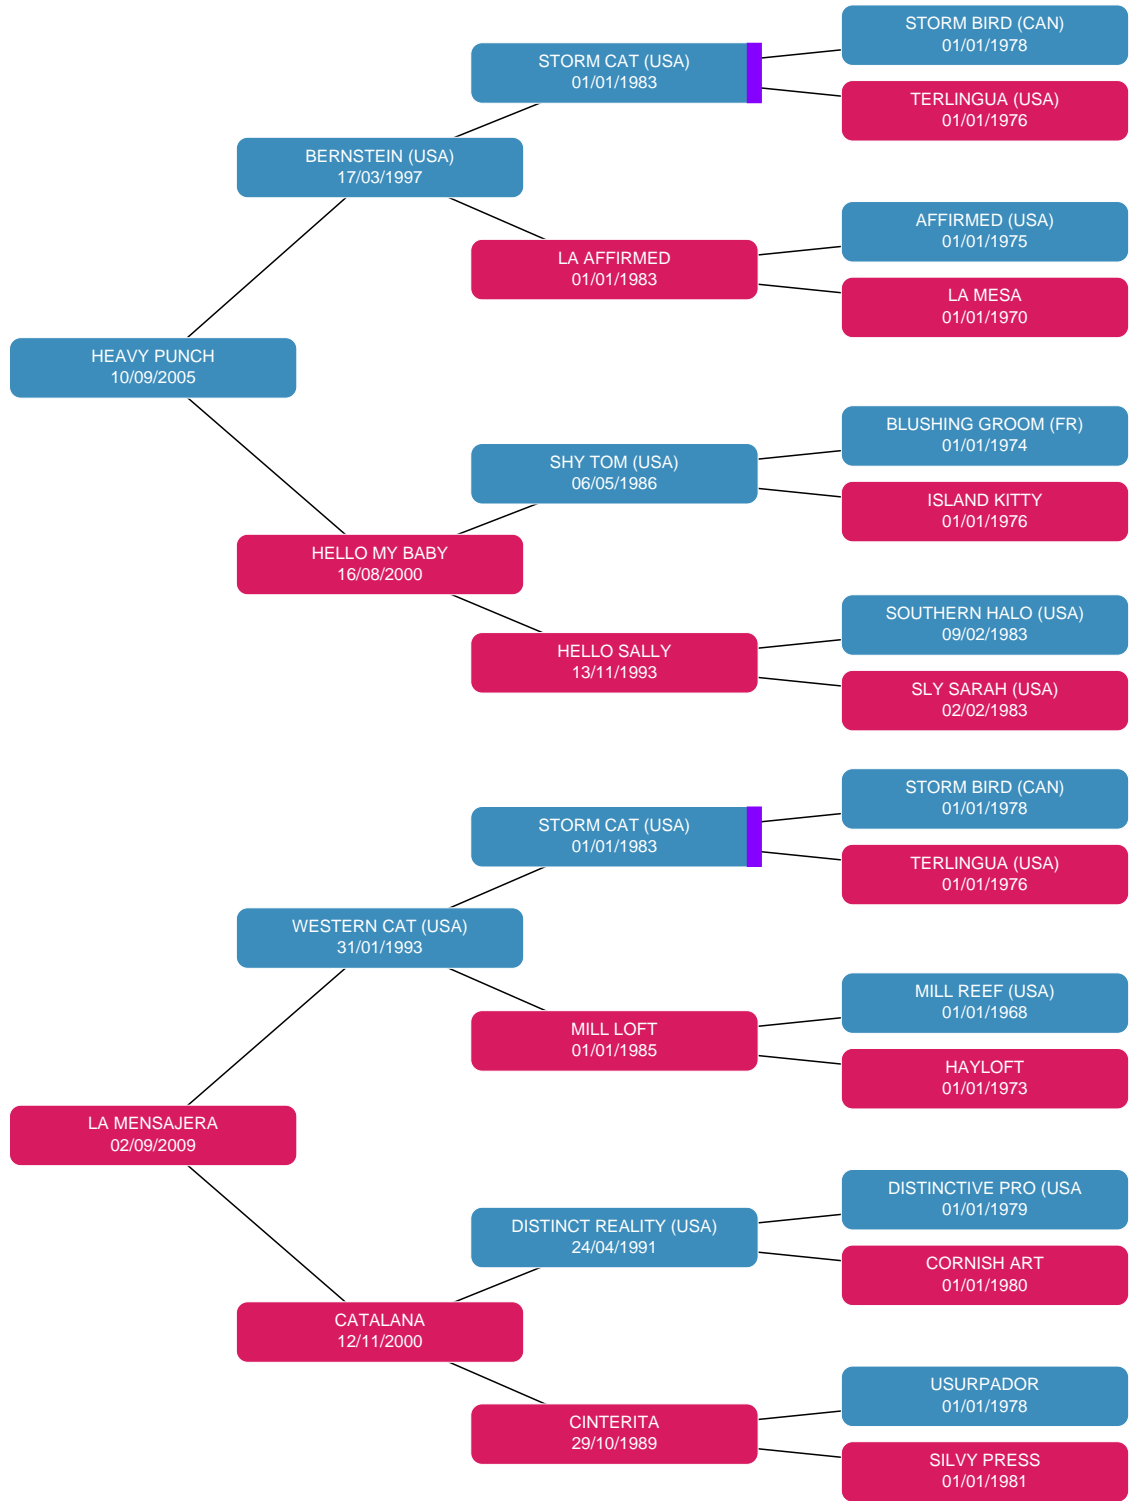 STORM BIRD (CAN)
01/01/1978
STORM CAT (USA)
01/01/1983
TERLINGUA (USA)
01/01/1976
BERNSTEIN (USA)
17/03/1997
AFFIRMED (USA)
01/01/1975
LA AFFIRMED
01/01/1983
LA MESA
01/01/1970
HEAVY PUNCH
10/09/2005
BLUSHING GROOM (FR)
01/01/1974
SHY TOM (USA)
06/05/1986
ISLAND KITTY
01/01/1976
HELLO MY BABY
16/08/2000
SOUTHERN HALO (USA)
09/02/1983
HELLO SALLY
13/11/1993
SLY SARAH (USA)
02/02/1983
STORM BIRD (CAN)
01/01/1978
STORM CAT (USA)
01/01/1983
TERLINGUA (USA)
01/01/1976
WESTERN CAT (USA)
31/01/1993
MILL REEF (USA)
01/01/1968
MILL LOFT
01/01/1985
HAYLOFT
01/01/1973
LA MENSAJERA
02/09/2009
DISTINCTIVE PRO (USA
01/01/1979
DISTINCT REALITY (USA)
24/04/1991
CORNISH ART
01/01/1980
CATALANA
12/11/2000
USURPADOR
01/01/1978
CINTERITA
29/10/1989
SILVY PRESS
01/01/1981